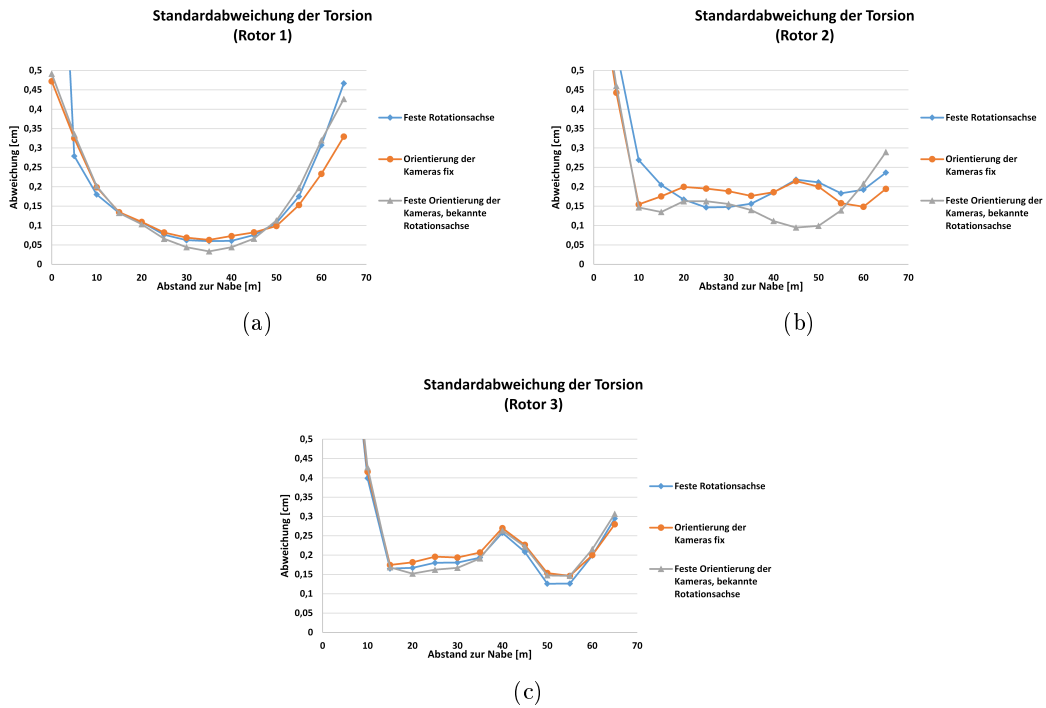 Standardabweichung der Torsion
(Rotor 1)
Abweichung [cm]
0,5
0,45
0,4
0,35
0,3
0,25
0,2
0,15
0,1
0,05
0
0 10 20 30 40 50 60 70
Abstand zur Nabe [m]
Feste Rotationsachse
Orientierung der
Kameras fix
Feste Orientierung der
Kameras, bekannte
Rotationsachse
(a)
Standardabweichung der Torsion
(Rotor 2)
Abweichung [cm]
0,5
0,45
0,4
0,35
0,3
0,25
0,2
0,15
0,1
0,05
0
0 10 20 30 40 50 60 70
Abstand zur Nabe [m]
Feste Rotationsachse
Orientierung der
Kameras fix
Feste Orientierung der
Kameras, bekannte
Rotationsachse
(b)
Standardabweichung der Torsion
(Rotor 3)
Abweichung [cm]
0,5
0,45
0,4
0,35
0,3
0,25
0,2
0,15
0,1
0,05
0
0 10 20 30 40 50 60 70
Abstand zur Nabe [m]
Feste Rotationsachse
Orientierung der
Kameras fix
Feste Orientierung der
Kameras, bekannte
Rotationsachse
(c)